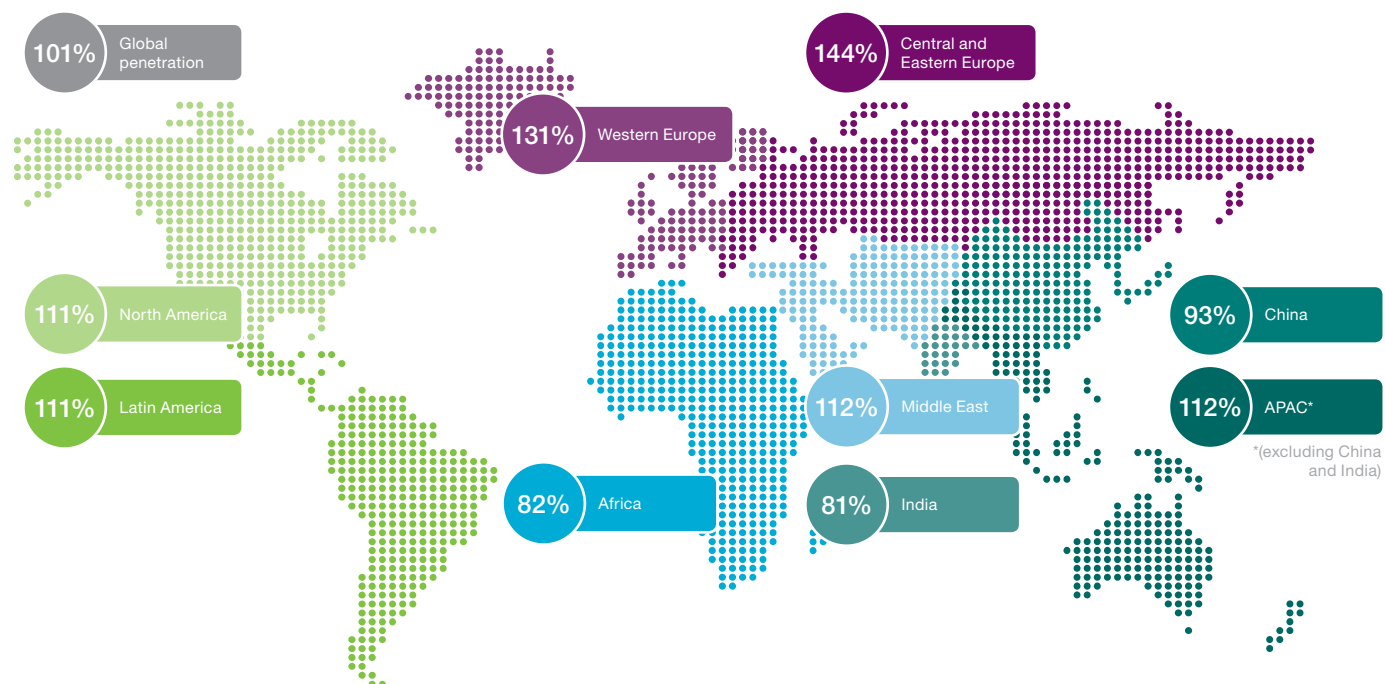 101%
Global
penetration
144%
Central and
Eastern Europe
131%
Western Europe
111%
North America
93%
China
111%
Latin America
112%
Middle East
112%
APAC*
*(excluding China
and India)
82%
Africa
81%
India